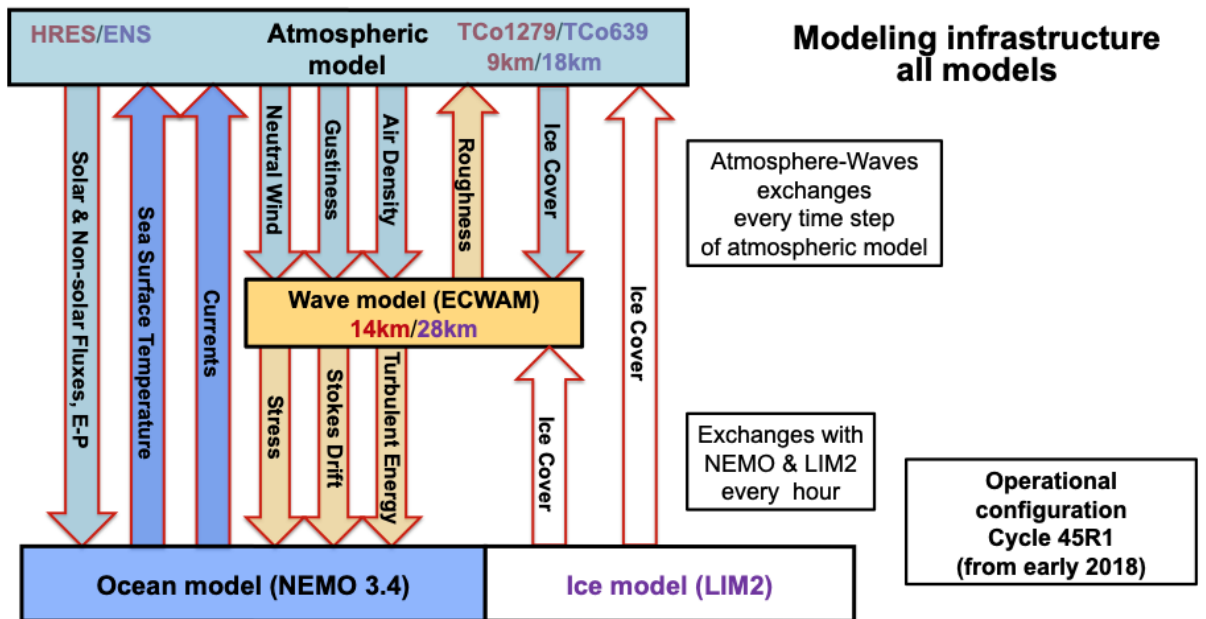 HRES/ENS
Atmospheric
model
TCo1279/TCo639
9km/18km
Modeling infrastructure
all models
Solar & Non-solar Fluxes, E-P
Sea Surface Temperature
Currents
Neutral Wind
Gustiness
Air Density
Roughness
Ice Cover
Ice Cover
Atmosphere-Waves
exchanges
every time step
of atmospheric model
Wave model (ECWAM)
14km/28km
Stress
Stokes Drift
Turbulent Energy
Ice Cover
Exchanges with
NEMO & LIM2
every hour
Operational
configuration
Cycle 45R1
(from early 2018)
Ocean model (NEMO 3.4)
Ice model (LIM2)